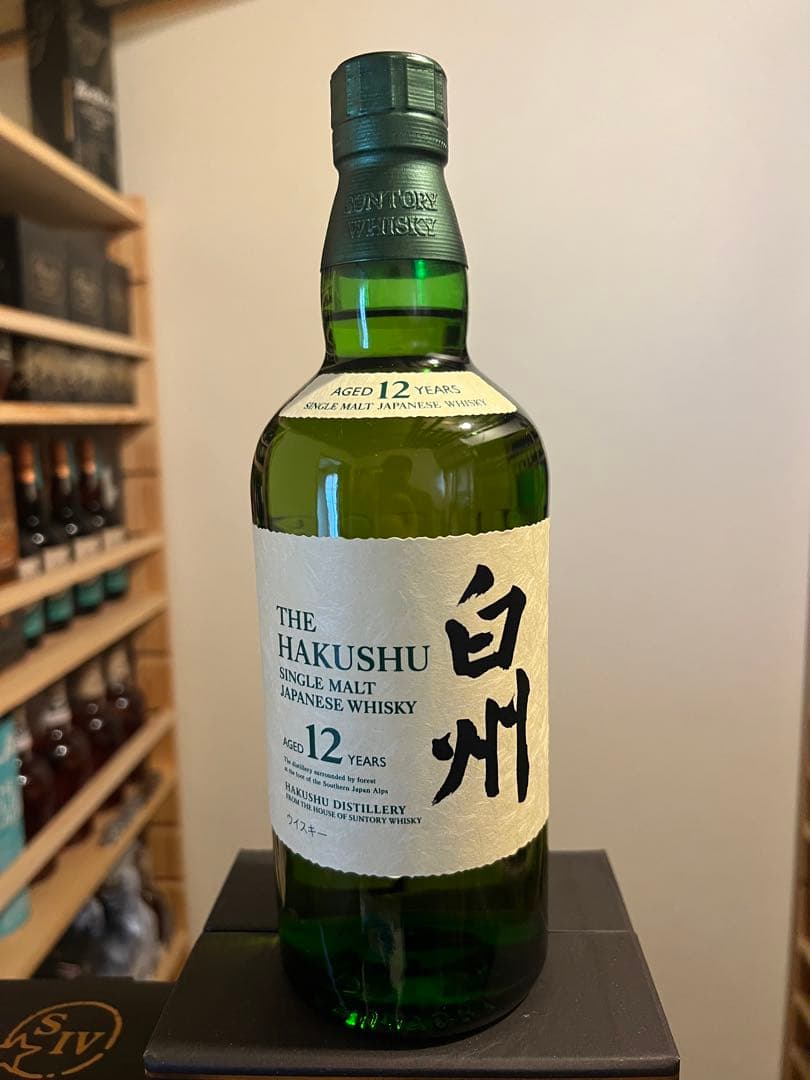 SUNTORY
WHISKY
AGED 12 YEARS
SINGLE MALT JAPANESE WHISKY
THE
HAKUSHU
SINGLE MALT
JAPANESE WHISKY
AGED 12 YEARS
The distillery surrounded by forest
at the foot of the Southern Japan Alps
HAKUSHU DISTILLERY
FROM THE HOUSE OF SUNTORY WHISKY
ウイスキー
白州
S
IV